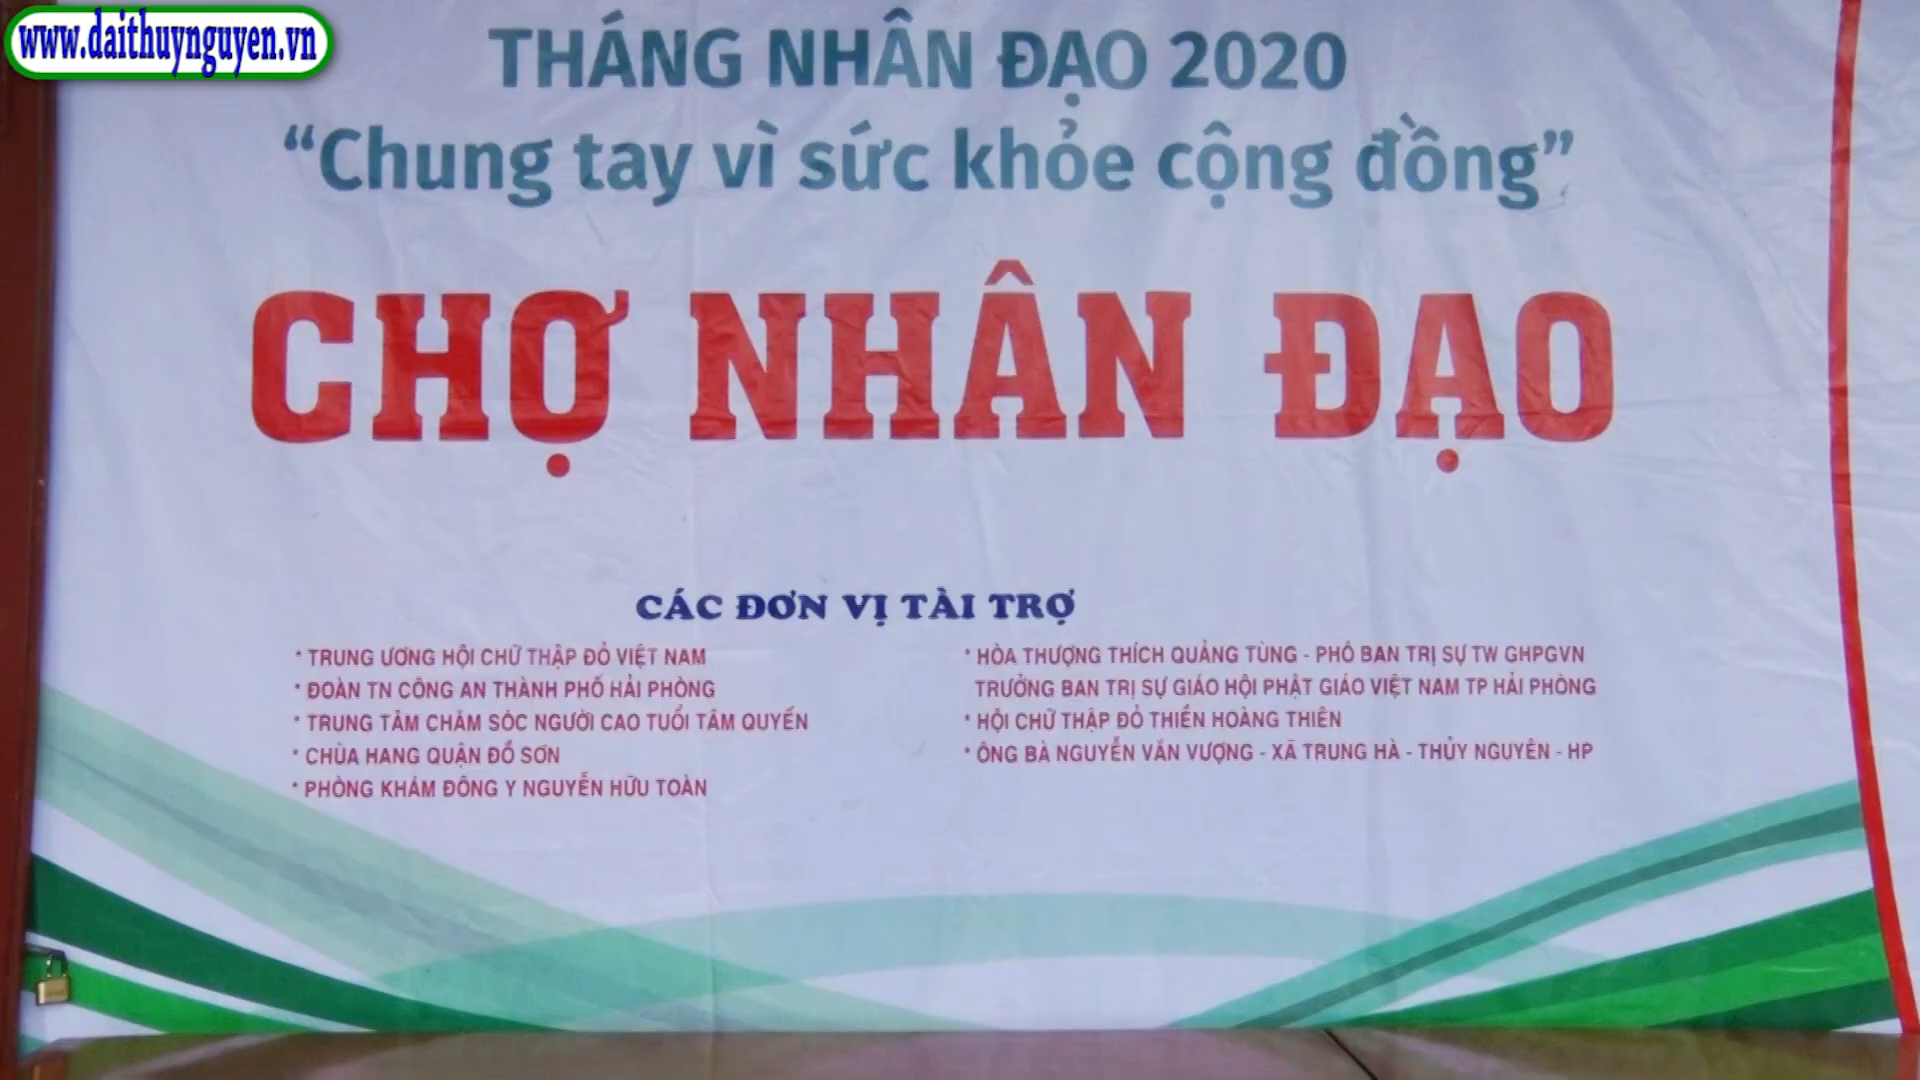 www.daithuynguyen.vn
THÁNG NHÂN ĐẠO 2020
“Chung tay vì sức khỏe cộng đồng”
CHỢ NHÂN ĐẠO
CÁC ĐƠN VỊ TÀI TRỢ
* TRUNG ƯƠNG HỘI CHỮ THẬP ĐỎ VIỆT NAM
* ĐOÀN TN CÔNG AN THÀNH PHỐ HẢI PHÒNG
* TRUNG TÂM CHĂM SÓC NGƯỜI CAO TUỔI TÂM QUYẾN
* CHÙA HANG QUẬN ĐỒ SƠN
* PHÒNG KHÁM ĐÔNG Y NGUYỄN HỮU TOÀN
* HÒA THƯỢNG THÍCH QUẢNG TÙNG - PHÓ BAN TRỊ SỰ TW GHPGVN
TRƯỞNG BAN TRỊ SỰ GIÁO HỘI PHẬT GIÁO VIỆT NAM TP HẢI PHÒNG
* HỘI CHỮ THẬP ĐỎ THIỀN HOÀNG THIÊN
* ÔNG BÀ NGUYỄN VĂN VƯỢNG - XÃ TRUNG HÀ - THỦY NGUYÊN - HP